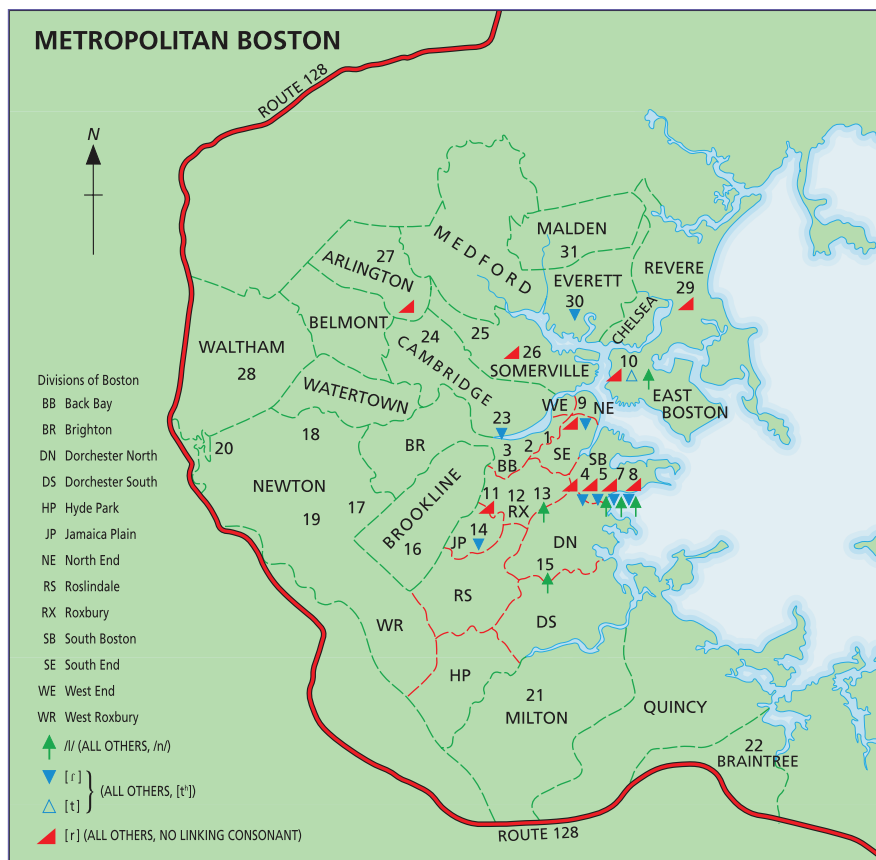 METROPOLITAN BOSTON
ROUTE 128
N
MALDEN
31
MEDFORD
27
ARLINGTON
REVERE
29
EVERETT
30
CHELSEA
BELMONT
24
25
26
SOMERVILLE
WALTHAM
28
CAMBRIDGE
10
EAST
BOSTON
WATERTOWN
WE
9
NE
23
1
2
3
BB
SE
SB
18
BR
20
NEWTON
19
17
BROOKLINE
16
4
5
7
8
11
12
RX
13
14
JP
DN
15
RS
DS
WR
HP
21
MILTON
QUINCY
22
BRAINTREE
ROUTE 128
Divisions of Boston
BB Back Bay
BR Brighton
DN Dorchester North
DS Dorchester South
HP Hyde Park
JP Jamaica Plain
NE North End
RS Roslindale
RX Roxbury
SB South Boston
SE South End
WE West End
WR West Roxbury
/l/ (ALL OTHERS, /n/)
[ɾ]
[t]
(ALL OTHERS, [tʰ])
[r] (ALL OTHERS, NO LINKING CONSONANT)